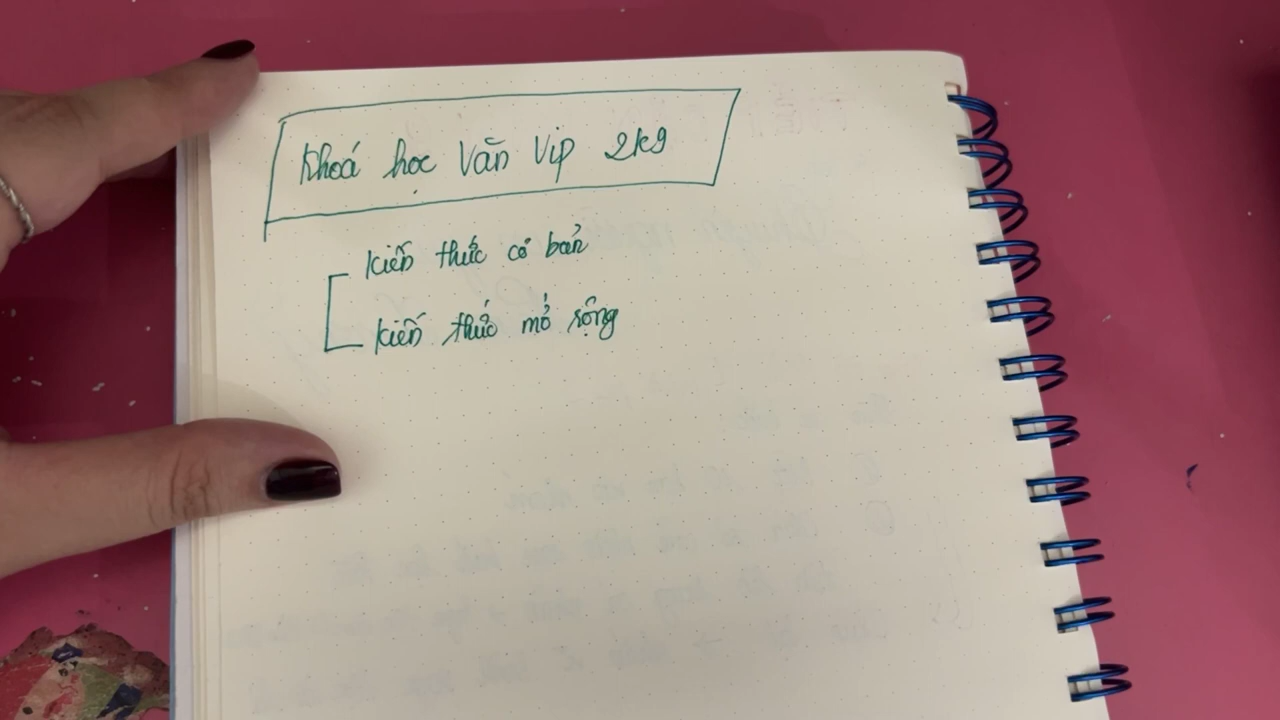 Khoá học Văn Vip 2k9
kiến thức cơ bản
kiến thức mở rộng